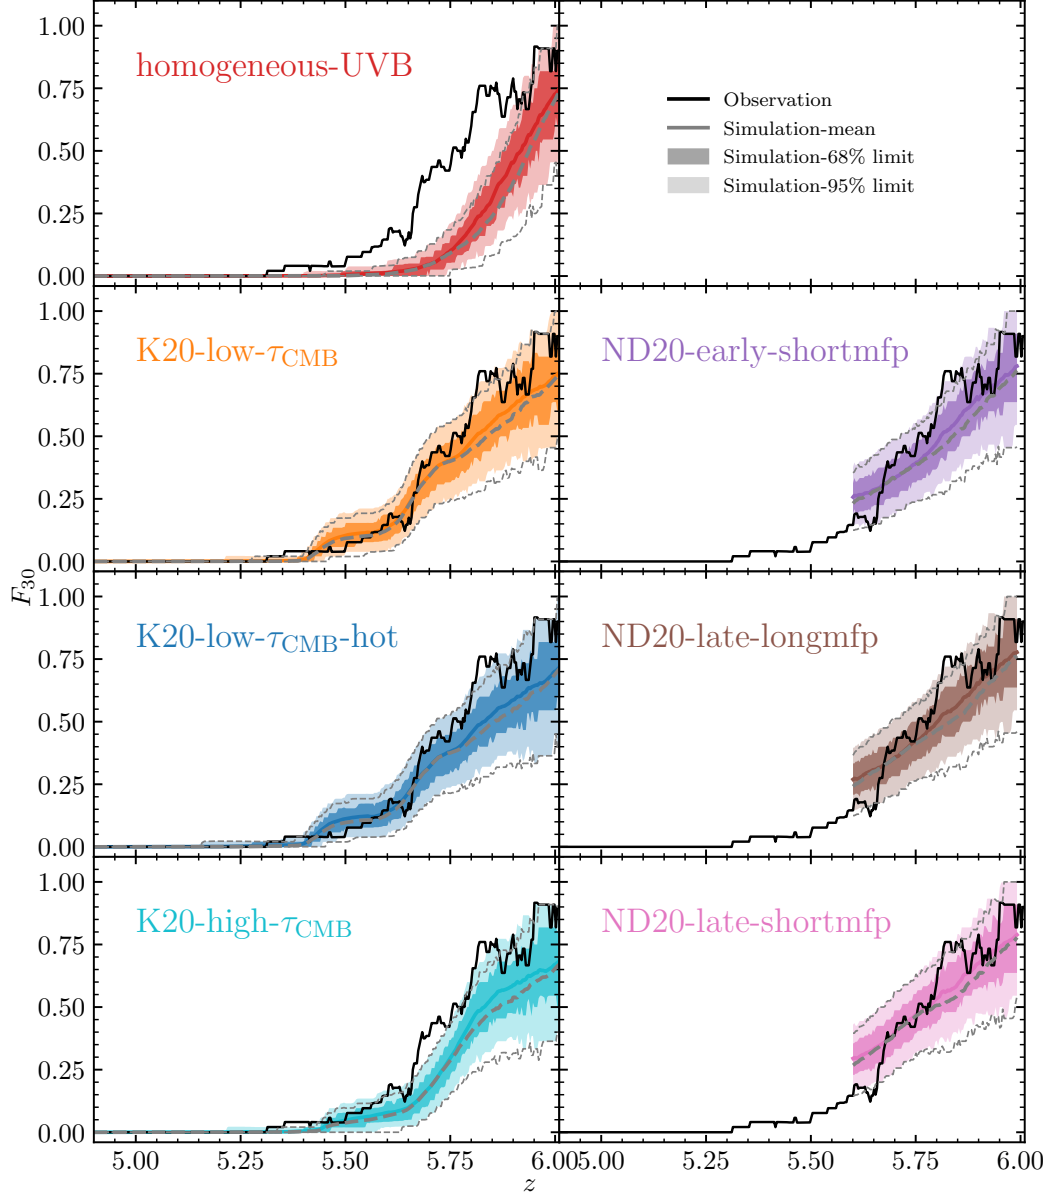 homogeneous-UVB
Observation
Simulation-mean
Simulation-68% limit
Simulation-95% limit
1.00
0.75
0.50
0.25
0.00
K20-low-τCMB
ND20-early-shortmfp
1.00
0.75
0.50
0.25
0.00
F30
K20-low-τCMB-hot
ND20-late-longmfp
1.00
0.75
0.50
0.25
0.00
K20-high-τCMB
ND20-late-shortmfp
1.00
0.75
0.50
0.25
0.00
5.00 5.25 5.50 5.75 6.00 5.00 5.25 5.50 5.75 6.00
z z